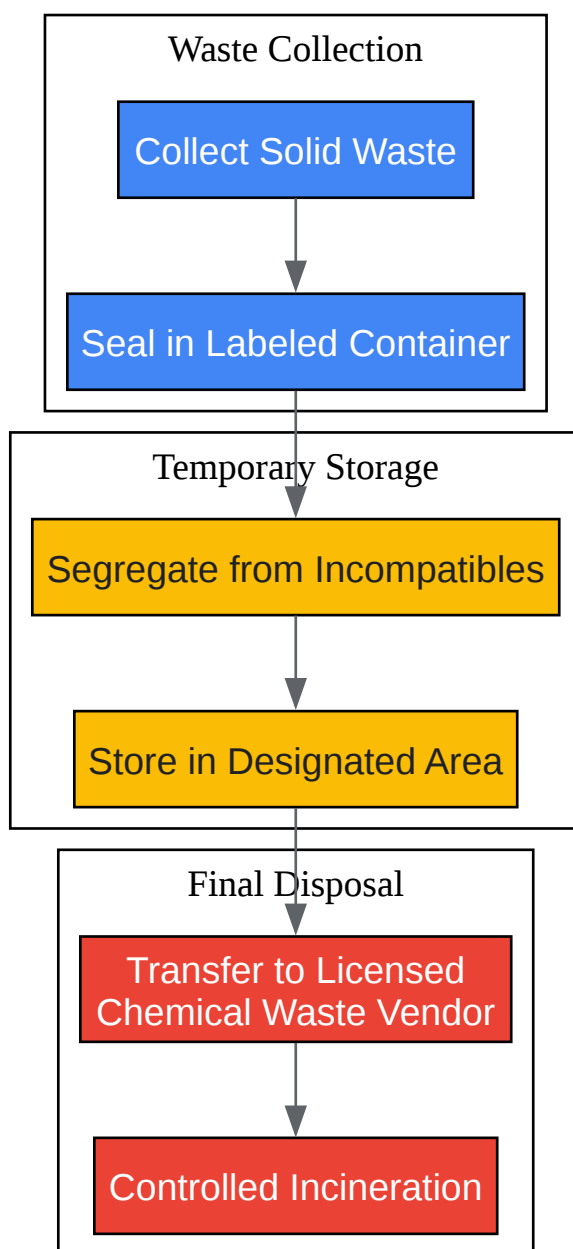 Waste Collection
Collect Solid Waste
Seal in Labeled Container
Temporary Storage
Segregate from Incompatibles
Store in Designated Area
Final Disposal
Transfer to Licensed
Chemical Waste Vendor
Controlled Incineration